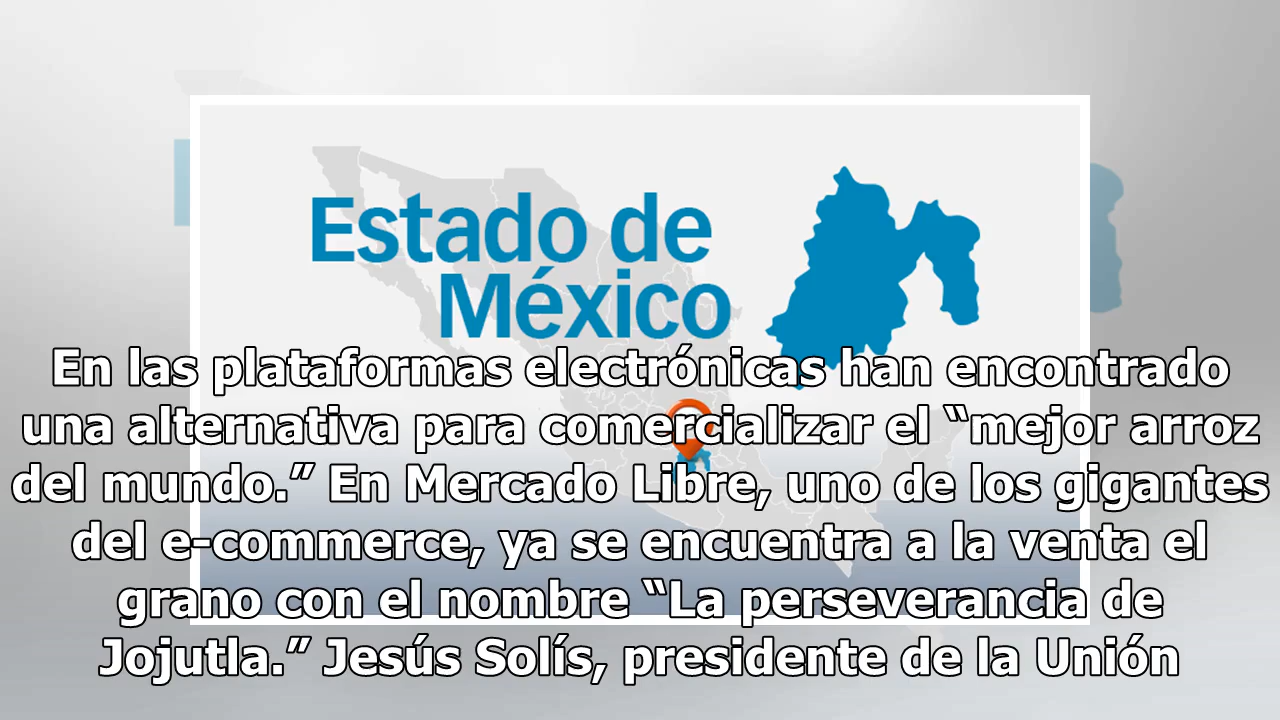 Estado de
México
En las plataformas electrónicas han encontrado
una alternativa para comercializar el “mejor arroz
del mundo.” En Mercado Libre, uno de los gigantes
del e-commerce, ya se encuentra a la venta el
grano con el nombre “La perseverancia de
Jojutla.” Jesús Solís, presidente de la Unión